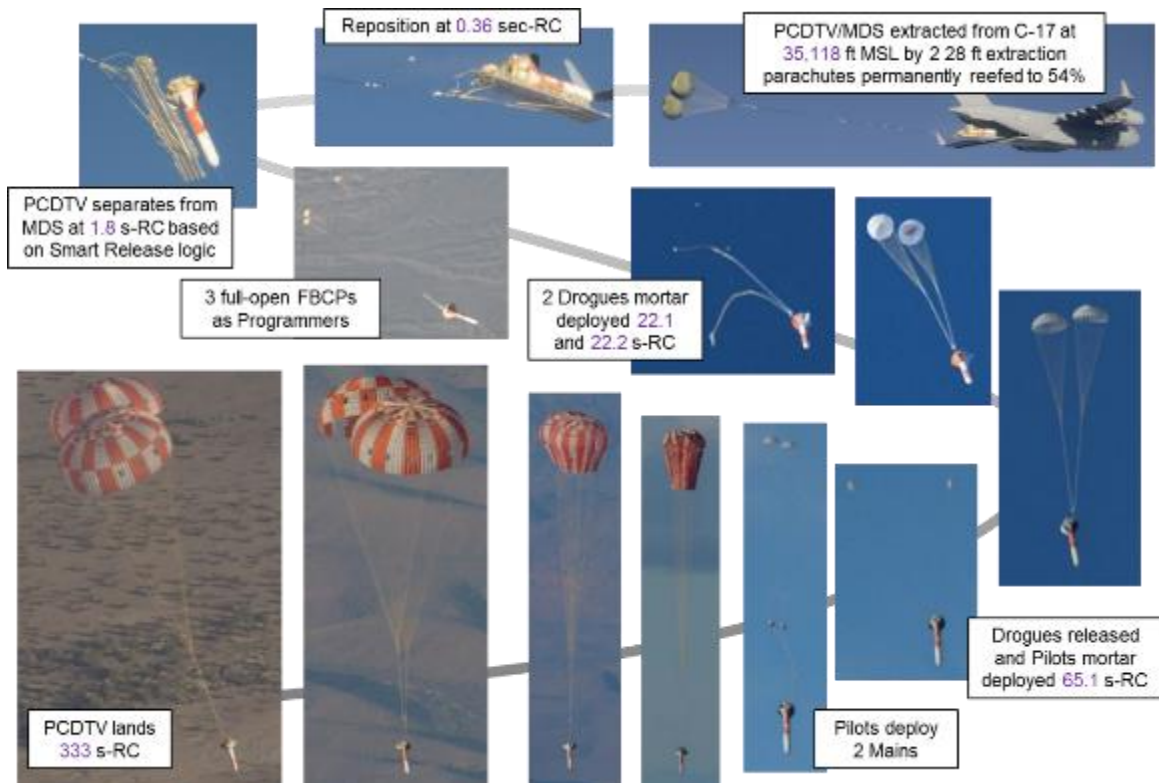 PCDTV/MDS extracted from C-17 at
35,118 ft MSL by 2 28 ft extraction
parachutes permanently reefed to 54%
Reposition at 0.36 sec-RC
PCDTV separates from
MDS at 1.8 s-RC based
on Smart Release logic
3 full-open FBCPs
as Programmers
2 Drogues mortar
deployed 22.1
and 22.2 s-RC
Drogues released
and Pilots mortar
deployed 65.1 s-RC
Pilots deploy
2 Mains
PCDTV lands
333 s-RC